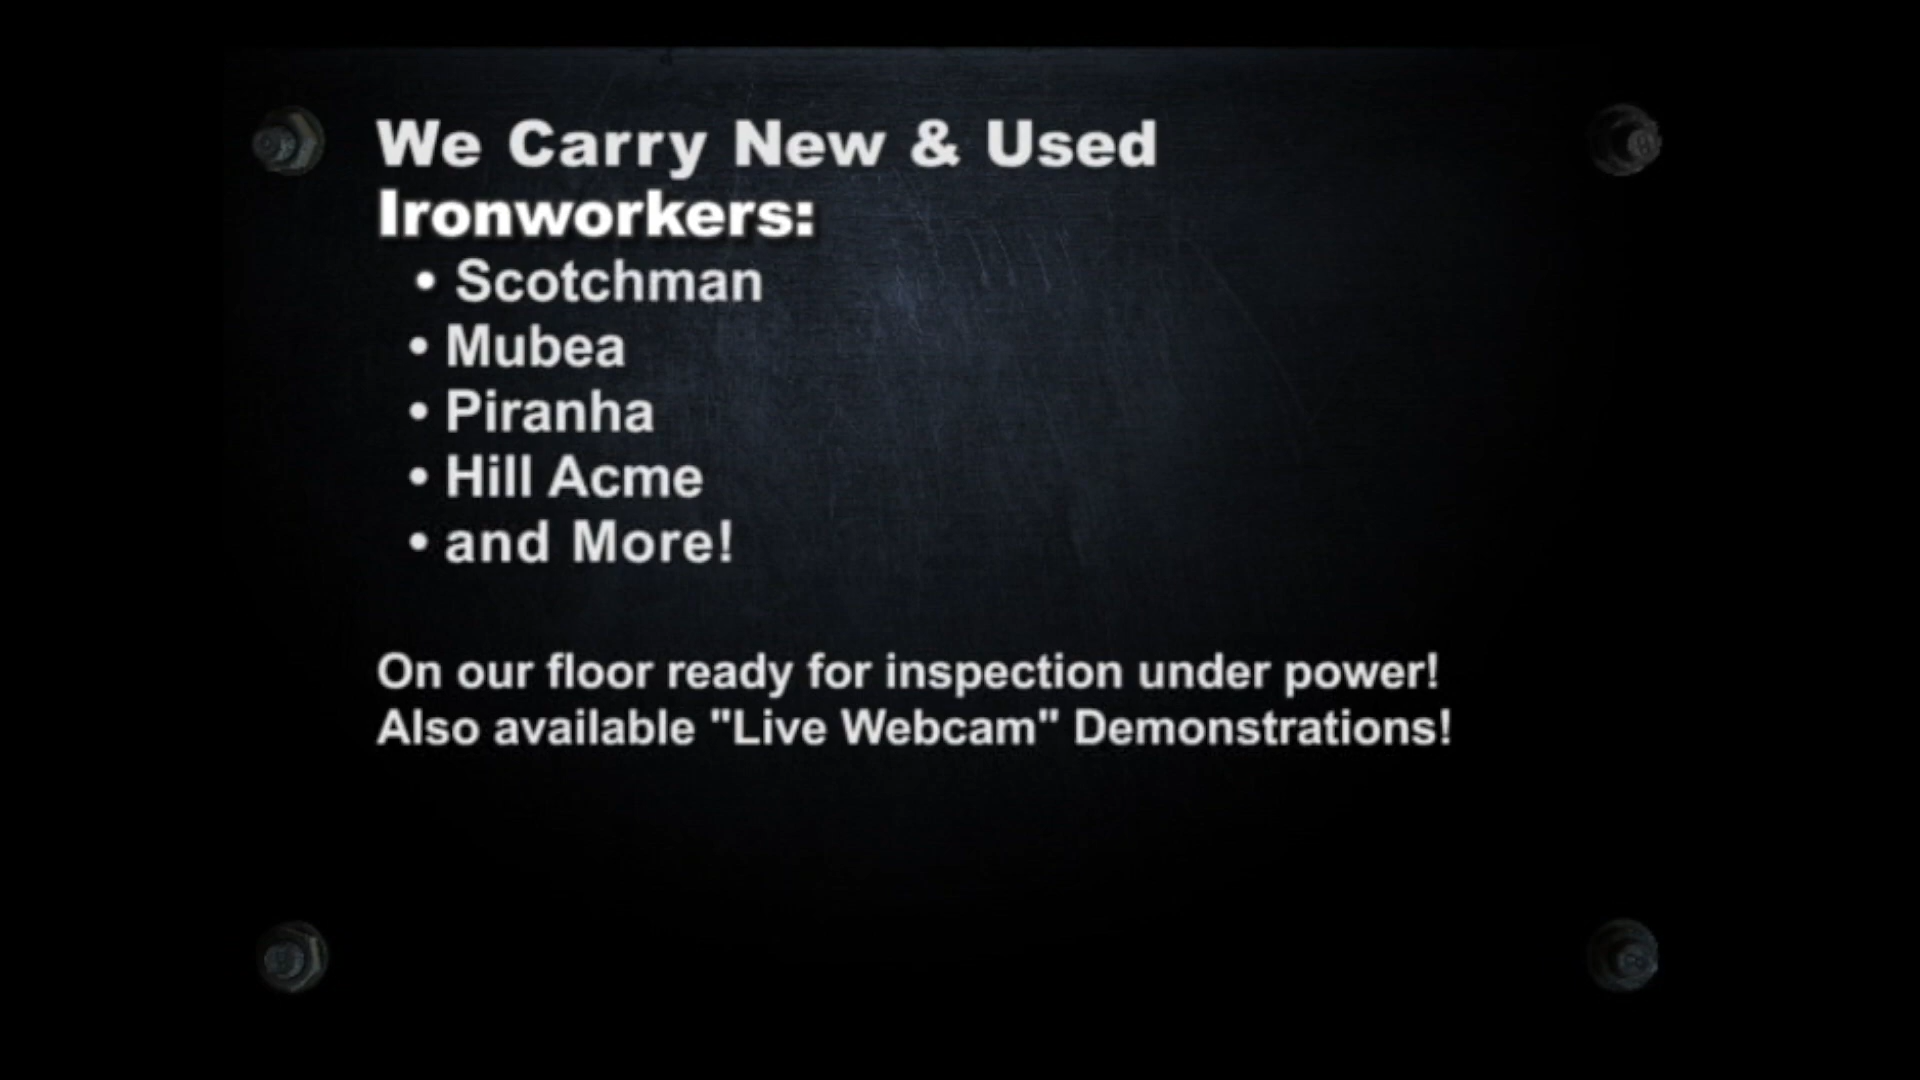 We Carry New & Used
Ironworkers:
• Scotchman
• Mubea
• Piranha
• Hill Acme
• and More!
On our floor ready for inspection under power!
Also available "Live Webcam" Demonstrations!